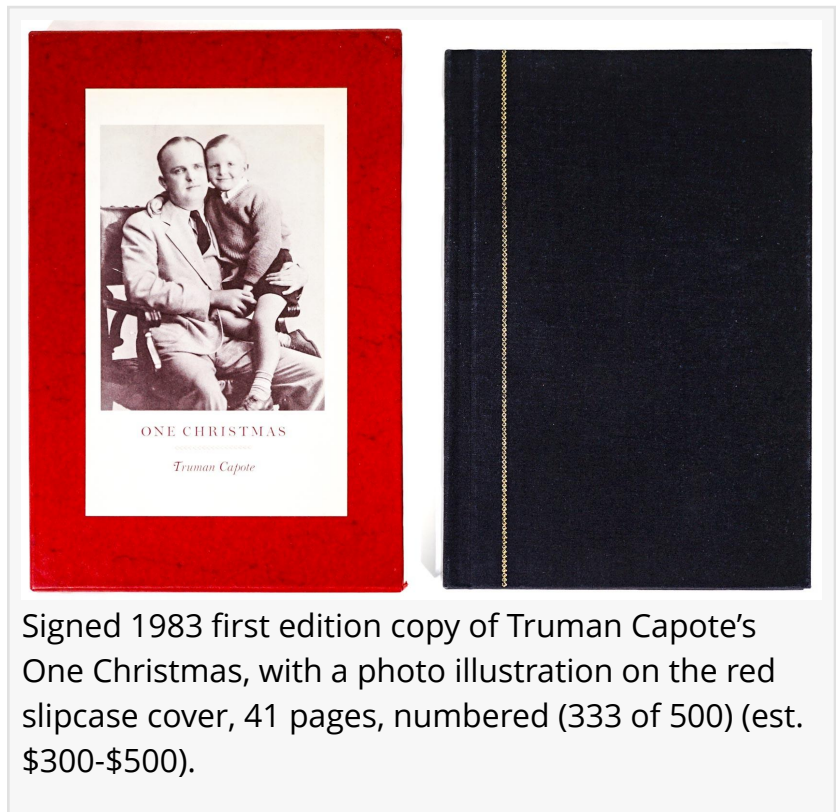 ONE CHRISTMAS
Truman Capote
Signed 1983 first edition copy of Truman Capote’s
One Christmas, with a photo illustration on the red
slipcase cover, 41 pages, numbered (333 of 500) (est.
$300-$500).